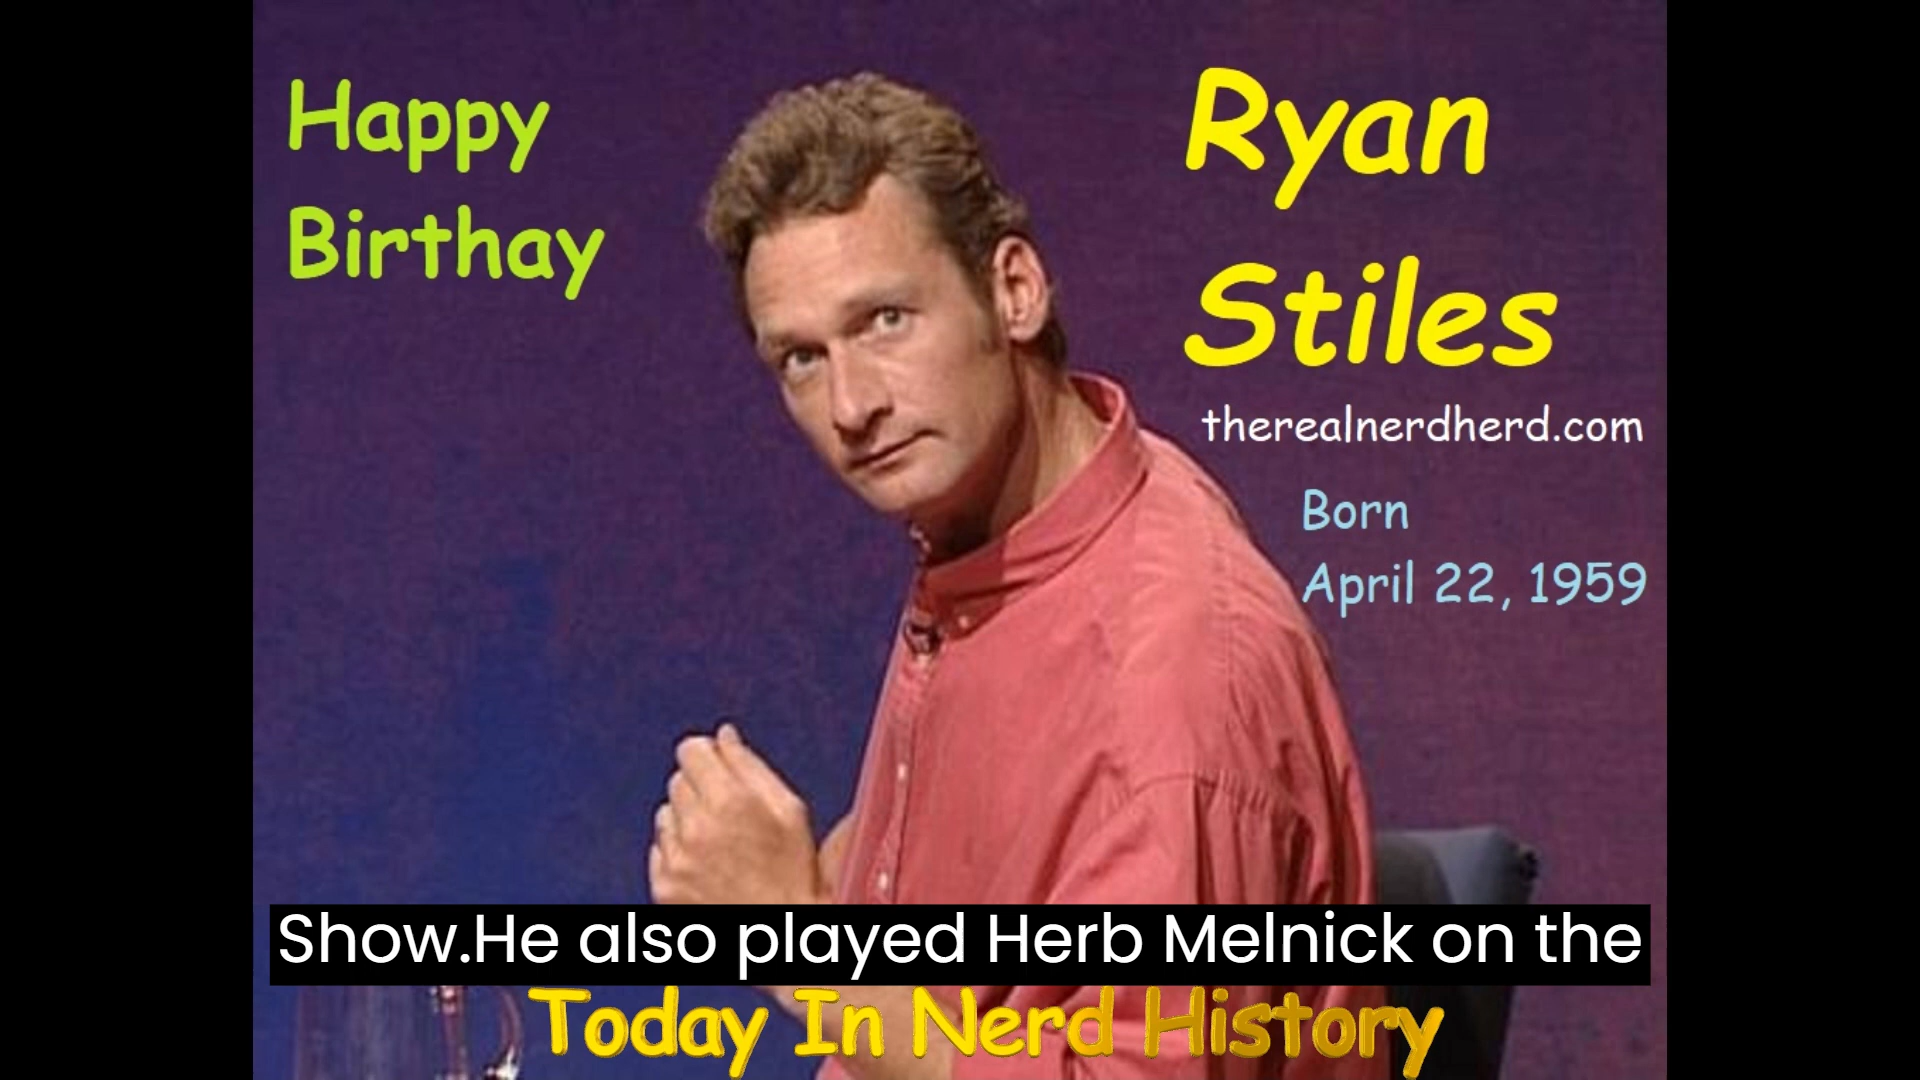 Happy
Birthay
Ryan
Stiles
therealnerdherd.com
Born
April 22, 1959
Show.He also played Herb Melnick on the
Today In Nerd History